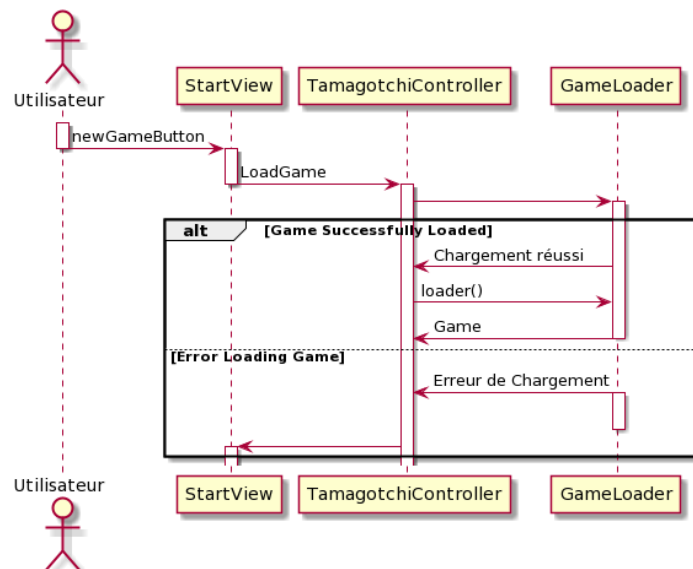 Utilisateur
StartView
TamagotchiController
GameLoader
newGameButton
LoadGame
alt
[Game Successfully Loaded]
Chargement réussi
loader()
Game
[Error Loading Game]
Erreur de Chargement
Utilisateur
StartView
TamagotchiController
GameLoader